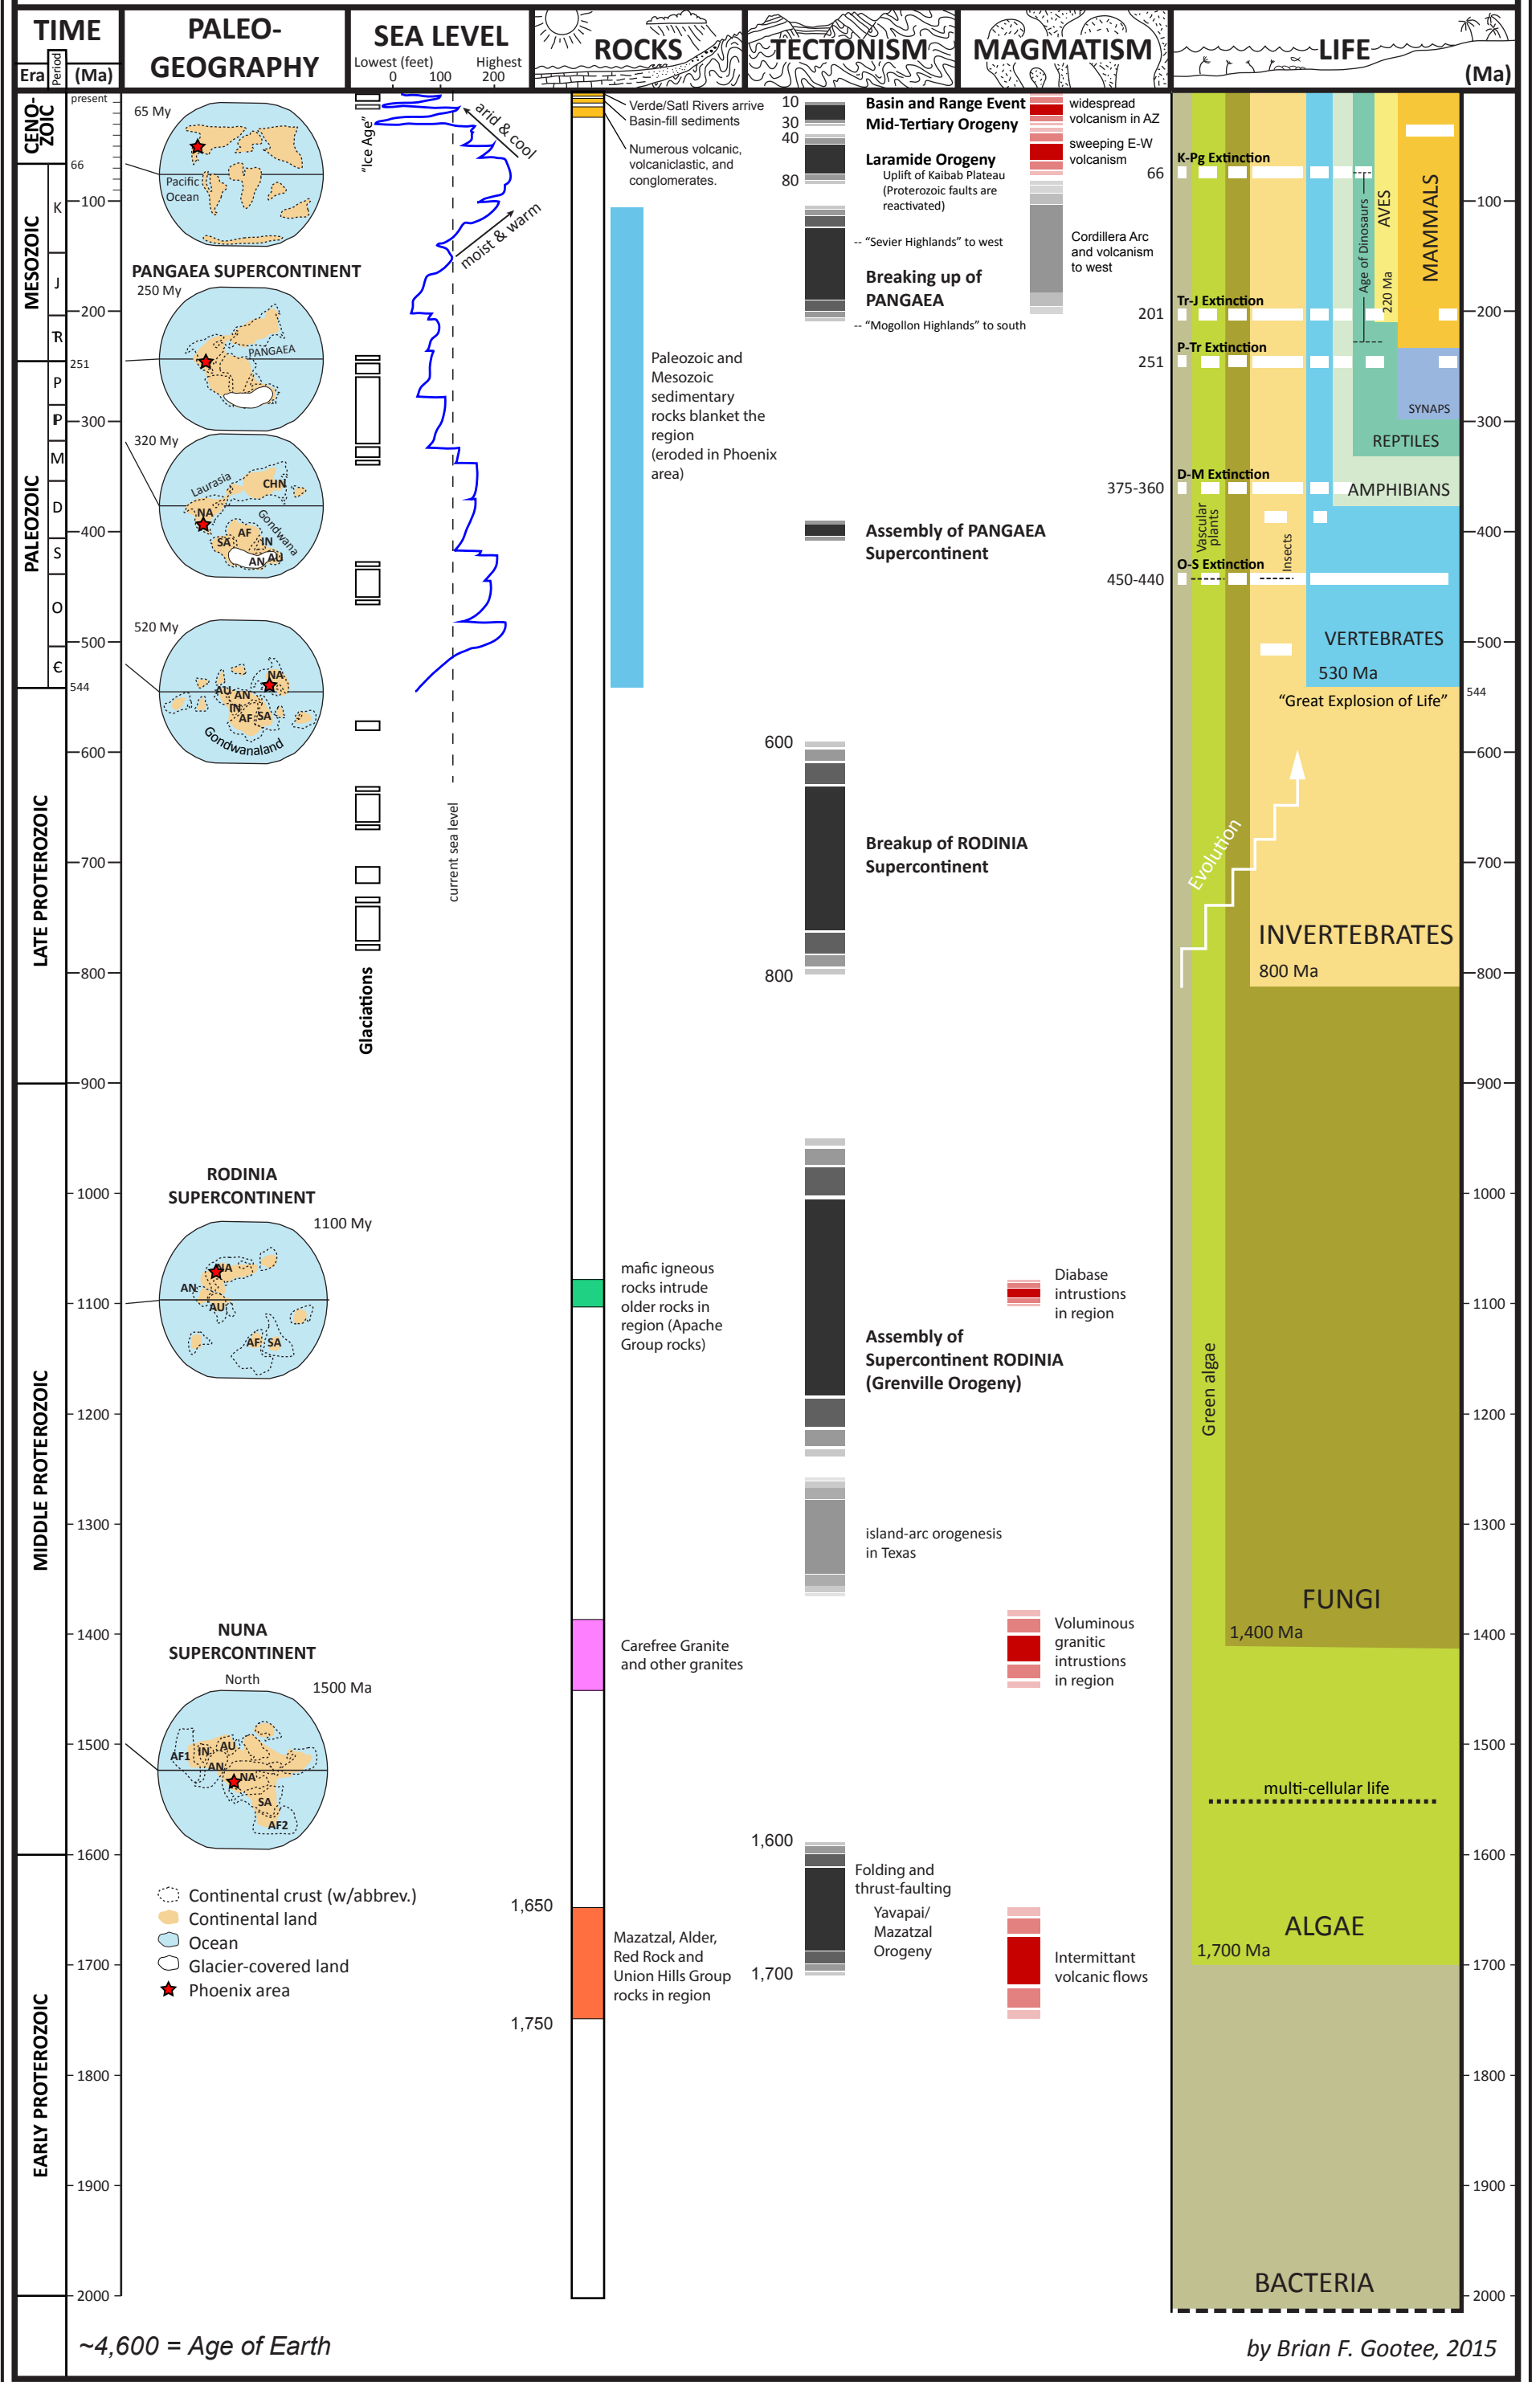 TIME
Era
Period
(Ma)
PALEO-
GEOGRAPHY
SEA LEVEL
Lowest (feet) Highest
0 100 200
ROCKS
TECTONISM
MAGMATISM
LIFE
(Ma)
CENO-
ZOIC
MESOZOIC
PALEOZOIC
LATE PROTEROZOIC
MIDDLE PROTEROZOIC
EARLY PROTEROZOIC
K
J
TR
P
IP
M
D
S
O
€
present
66
100
200
251
300
400
500
544
600
700
800
900
1000
1100
1200
1300
1400
1500
1600
1700
1800
1900
2000
65 My
Pacific
Ocean
PANGAEA SUPERCONTINENT
250 My
PANGAEA
320 My
Laurasia
CHN
NA
Gondwana
AF
SA
IN
AN
AU
520 My
NA
AU
AN
IN
AF
SA
Gondwanaland
RODINIA
SUPERCONTINENT
1100 My
NA
AN
AU
AF
SA
NUNA
SUPERCONTINENT
North
1500 Ma
AF1
IN
AU
AN
NA
SA
AF2
Continental crust (w/abbrev.)
Continental land
Ocean
Glacier-covered land
Phoenix area
"Ice Age"
arid & cool
moist & warm
current sea level
Glaciations
Verde/Satl Rivers arrive
Basin-fill sediments
Numerous volcanic,
volcaniclastic, and
conglomerates.
Paleozoic and
Mesozoic
sedimentary
rocks blanket the
region
(eroded in Phoenix
area)
mafic igneous
rocks intrude
older rocks in
region (Apache
Group rocks)
Carefree Granite
and other granites
1,650
Mazatzal, Alder,
Red Rock and
Union Hills Group
rocks in region
1,750
10
30
40
80
Basin and Range Event
Mid-Tertiary Orogeny
Laramide Orogeny
Uplift of Kaibab Plateau
(Proterozoic faults are
reactivated)
-- "Sevier Highlands" to west
Breaking up of
PANGAEA
-- "Mogollon Highlands" to south
Assembly of PANGAEA
Supercontinent
600
Breakup of RODINIA
Supercontinent
800
Assembly of
Supercontinent RODINIA
(Grenville Orogeny)
island-arc orogenesis
in Texas
1,600
Folding and
thrust-faulting
Yavapai/
Mazatzal
Orogeny
1,700
widespread
volcanism in AZ
sweeping E-W
volcanism
Cordillera Arc
and volcanism
to west
Diabase
intrustions
in region
Voluminous
granitic
intrustions
in region
Intermittant
volcanic flows
K-Pg Extinction
66
Tr-J Extinction
201
P-Tr Extinction
251
D-M Extinction
375-360
O-S Extinction
450-440
Age of Dinosaurs
AVES
220 Ma
MAMMALS
SYNAPS
REPTILES
AMPHIBIANS
Vascular
plants
Insects
VERTEBRATES
530 Ma
"Great Explosion of Life"
Evolution
INVERTEBRATES
800 Ma
Green algae
FUNGI
1,400 Ma
multi-cellular life
ALGAE
1,700 Ma
BACTERIA
100
200
300
400
500
544
600
700
800
900
1000
1100
1200
1300
1400
1500
1600
1700
1800
1900
2000
~4,600 = Age of Earth
by Brian F. Gootee, 2015